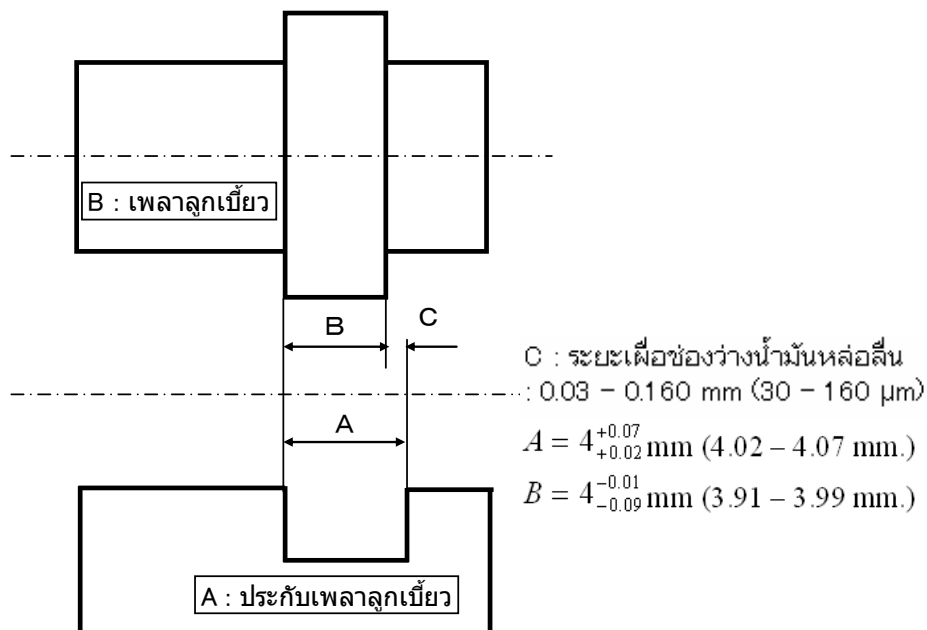 B : เพลาลูกเบี้ยว
B
C
C : ระยะเผื่อช่องว่างน้ำมันหล่อลื่น
: 0.03 – 0.160 mm (30 – 160 μm)
A
A = 4 +0.07 +0.02 mm (4.02 – 4.07 mm.)
B = 4 −0.01 −0.09 mm (3.91 – 3.99 mm.)
A : ประกับเพลาลูกเบี้ยว